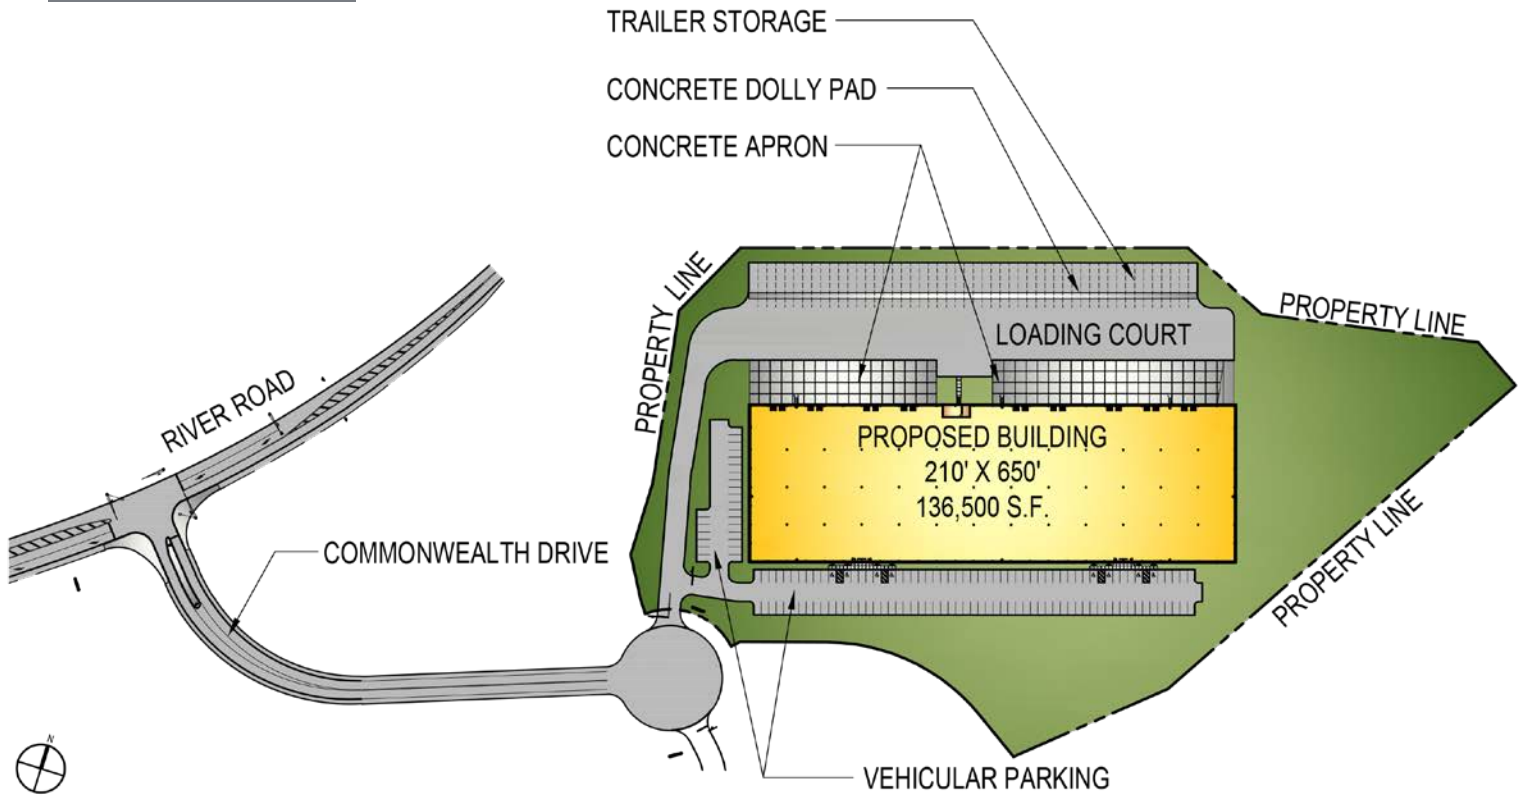 TRAILER STORAGE
CONCRETE DOLLY PAD
CONCRETE APRON
PROPERTY LINE
PROPERTY LINE
LOADING COURT
RIVER ROAD
PROPOSED BUILDING
210' X 650'
136,500 S.F.
PROPERTY LINE
COMMONWEALTH DRIVE
N
VEHICULAR PARKING